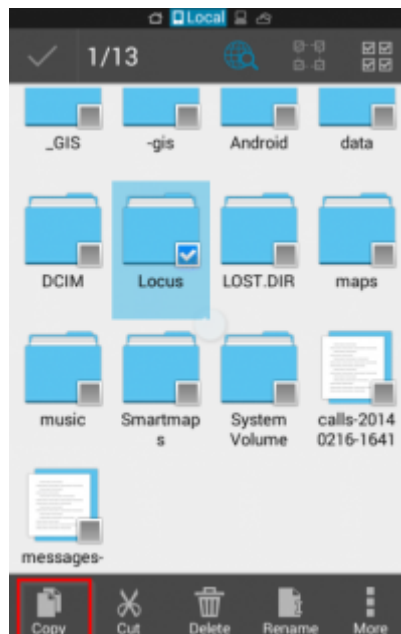 Local
1/13
_GIS
-gis
Android
data
DCIM
Locus
LOST.DIR
maps
music
Smartmap
s
System
Volume
calls-2014
0216-1641
messages-
Copy
Cut
Delete
Rename
More